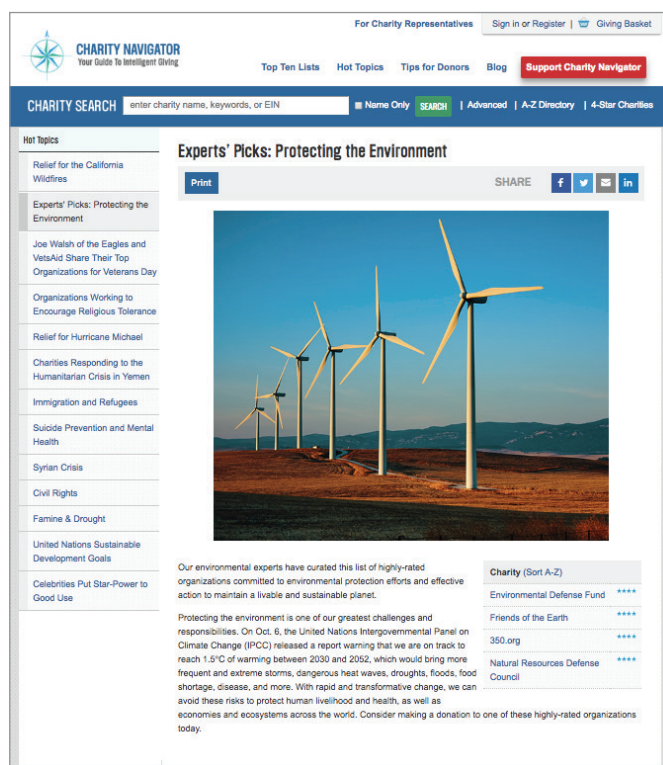 For Charity Representatives
Sign in or Register |
Giving Basket
CHARITY NAVIGATOR
Your Guide To Intelligent Giving
Top Ten Lists
Hot Topics
Tips for Donors
Blog
Support Charity Navigator
CHARITY SEARCH
enter charity name, keywords, or EIN
Name Only
SEARCH
| Advanced | A-Z Directory | 4-Star Charities
Hot Topics
Relief for the California
Wildfires
Experts' Picks: Protecting the
Environment
Joe Walsh of the Eagles and
VetsAid Share Their Top
Organizations for Veterans Day
Organizations Working to
Encourage Religious Tolerance
Relief for Hurricane Michael
Charities Responding to the
Humanitarian Crisis in Yemen
Immigration and Refugees
Suicide Prevention and Mental
Health
Syrian Crisis
Civil Rights
Famine & Drought
United Nations Sustainable
Development Goals
Celebrities Put Star-Power to
Good Use
Experts' Picks: Protecting the Environment
Print
SHARE
f
in
Our environmental experts have curated this list of highly-rated
organizations committed to environmental protection efforts and effective
action to maintain a livable and sustainable planet.
Protecting the environment is one of our greatest challenges and
responsibilities. On Oct. 6, the United Nations Intergovernmental Panel on
Climate Change (IPCC) released a report warning that we are on track to
reach 1.5°C of warming between 2030 and 2052, which would bring more
frequent and extreme storms, dangerous heat waves, droughts, floods, food
shortage, disease, and more. With rapid and transformative change, we can
avoid these risks to protect human livelihood and health, as well as
economies and ecosystems across the world. Consider making a donation to one of these highly-rated organizations
today.
Charity (Sort A-Z)
Environmental Defense Fund ****
Friends of the Earth ****
350.org ****
Natural Resources Defense ****
Council